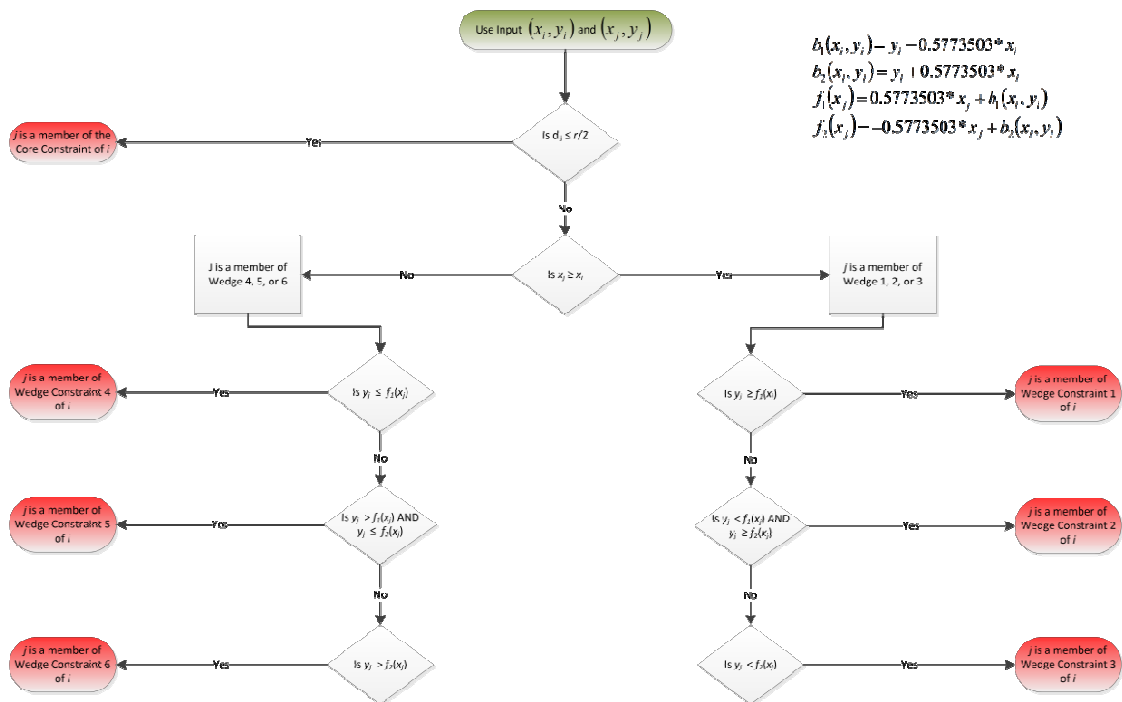 Use Input (xᵢ, yᵢ) and (xⱼ, yⱼ)
b₁(xᵢ, yᵢ) = yᵢ − 0.5773503* xᵢ
b₂(xᵢ, yᵢ) = yᵢ + 0.5773503* xᵢ
f₁(xⱼ) = 0.5773503* xⱼ + b₁(xᵢ, yᵢ)
f₂(xⱼ) = −0.5773503* xⱼ + b₂(xᵢ, yᵢ)
Is dⱼ ≤ r/2
Yes
j is a member of the
Core Constraint of i
No
Is xⱼ ≥ xᵢ
No
Yes
J is a member of
Wedge 4, 5, or 6
j is a member of
Wedge 1, 2, or 3
j is a member of
Wedge Constraint 4
of i
Yes
Is yⱼ ≤
Is yⱼ ≥
Yes
j is a member of
Wedge Constraint 1
of i
No
No
j is a member of
Wedge Constraint 5
of i
Yes
Is yⱼ > f₁(xⱼ) AND
yⱼ ≤ f₂(xⱼ)
Is yⱼ < f₁(xⱼ) AND
yⱼ ≥ f₂(xⱼ)
Yes
j is a member of
Wedge Constraint 2
of i
No
No
j is a member of
Wedge Constraint 6
of i
Yes
Is yⱼ > f₂(xⱼ)
Is yⱼ < f₂(xⱼ)
Yes
j is a member of
Wedge Constraint 3
of i